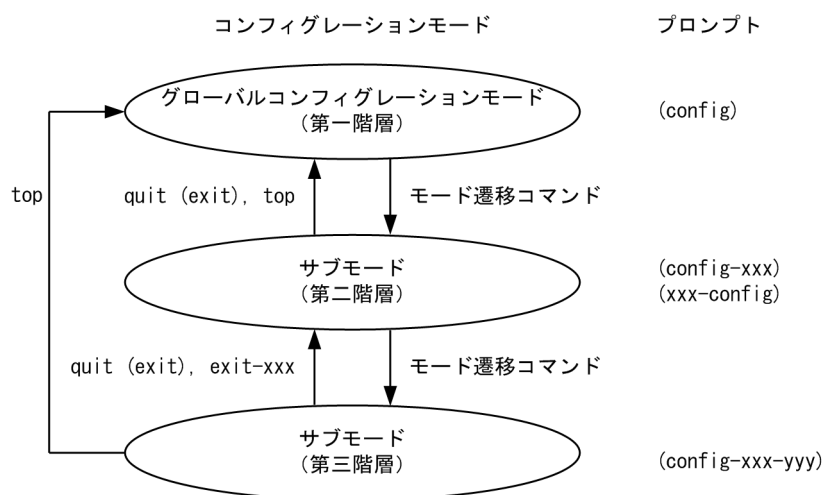 コンフィグレーションモード
プロンプト
グローバルコンフィグレーションモード
(第一階層)
(config)
top
quit (exit), top
モード遷移コマンド
サブモード
(第二階層)
(config-xxx)
(xxx-config)
quit (exit), exit-xxx
モード遷移コマンド
サブモード
(第三階層)
(config-xxx-yyy)